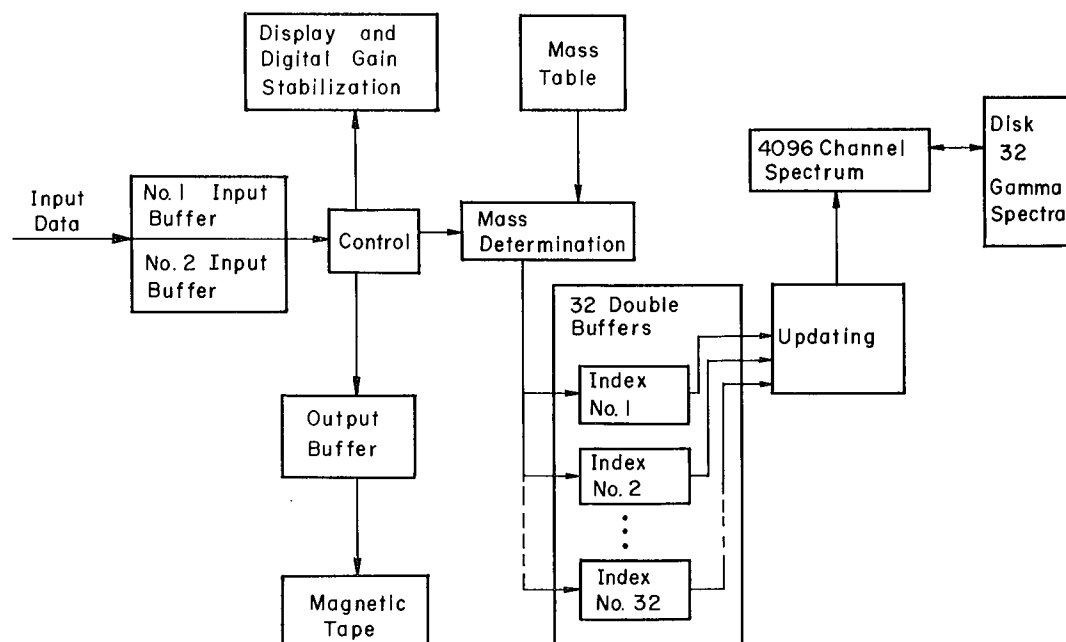 Display and
Digital Gain
Stabilization
Mass
Table
Disk
32
Gamma
Spectra
4096 Channel
Spectrum
Input
Data
No. 1 Input
Buffer
No. 2 Input
Buffer
Control
Mass
Determination
32 Double
Buffers
Updating
Index
No. 1
Output
Buffer
Index
No. 2
Index
No. 32
Magnetic
Tape